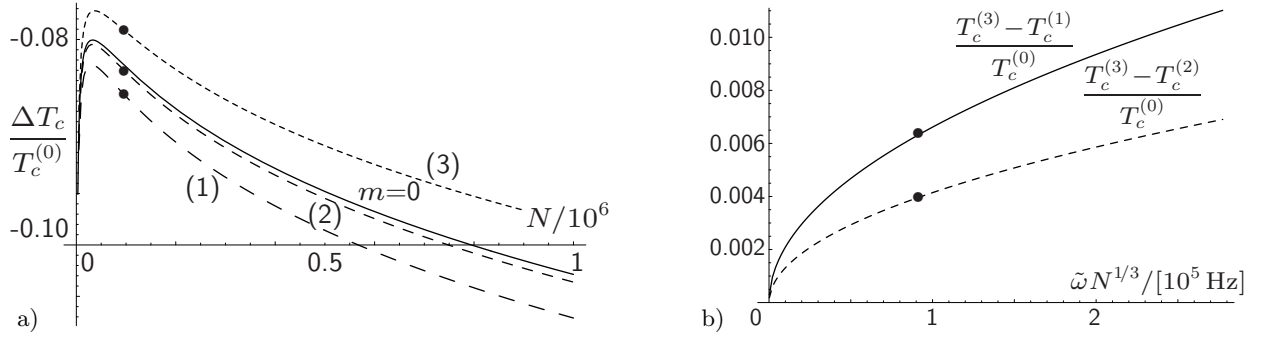 -0.08
ΔT_c
T_c^(0)
(3)
(1)
m=0
(2)
N/10^6
-0.10
0
0.5
1
a)
0.010
T_c^(3) − T_c^(1)
T_c^(0)
0.008
T_c^(3) − T_c^(2)
T_c^(0)
0.006
0.004
0.002
ω̃N^1/3/[10^5 Hz]
0
1
2
b)